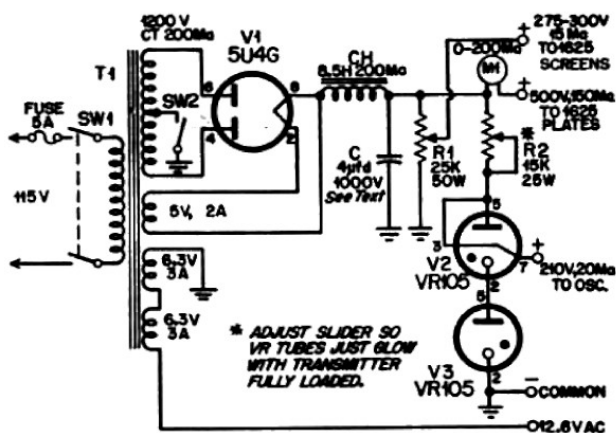 1200 V
CT 200Ma
T1
V1
5U4G
6
8
4
2
SW2
FUSE
5A
SW1
115V
5V, 2A
6.3V
3A
6.3V
3A
CH
8.5H 200Ma
C
4µfd
1000V
See Text
R1
25K
50W
0-200Ma
M1
275-300V
15Ma
TO 1625
SCREENS
+
+
500V, 150Ma
TO 1625
PLATES
*
R2
15K
25W
5
3
7
2
V2
VR105
+
210V, 20Ma
TO OSC.
5
2
V3
VR105
* ADJUST SLIDER SO
VR TUBES JUST GLOW
WITH TRANSMITTER
FULLY LOADED.
−
COMMON
12.6VAC